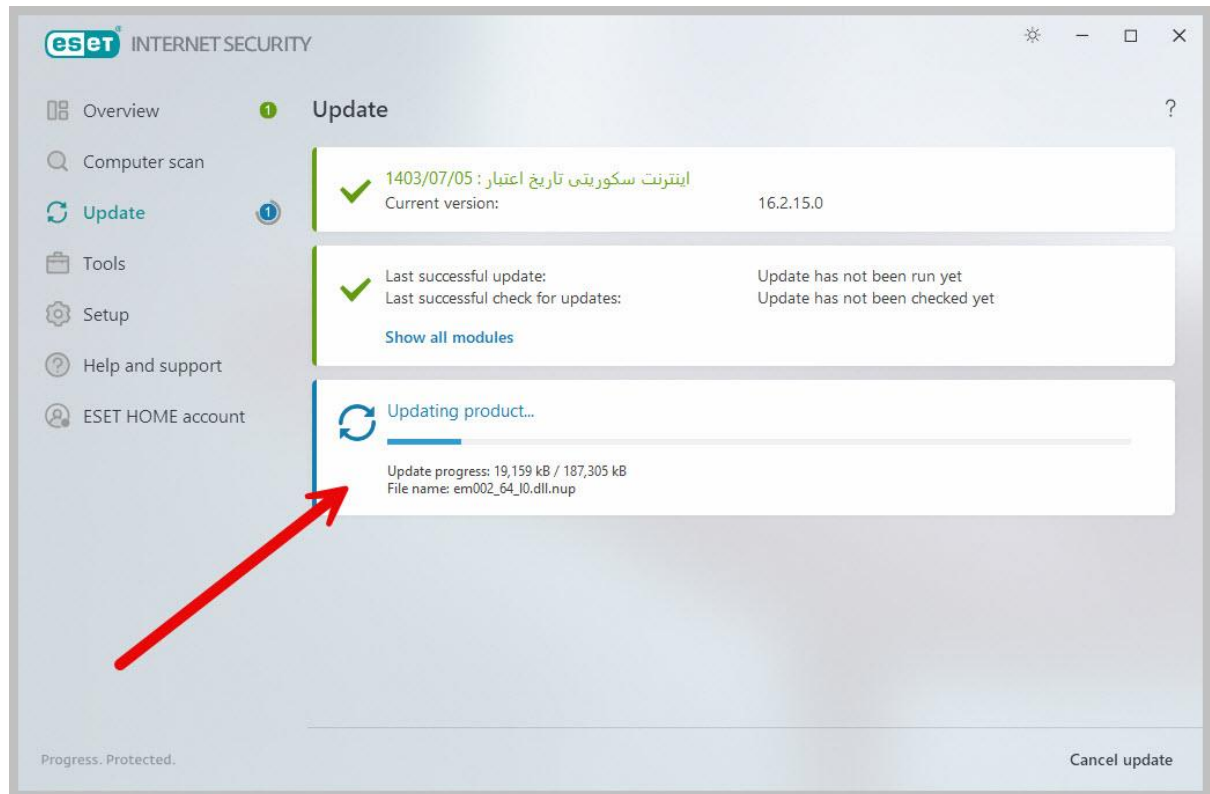 eset INTERNET SECURITY
Overview 1
Update ?
Computer scan
اینترنت سکوریتی تاریخ اعتبار : 1403/07/05
Current version: 16.2.15.0
Update 1
Tools
Last successful update: Update has not been run yet
Last successful check for updates: Update has not been checked yet
Setup
Show all modules
Help and support
ESET HOME account
Updating product...
Update progress: 19,159 kB / 187,305 kB
File name: em002_64_l0.dll.nup
Progress. Protected.
Cancel update